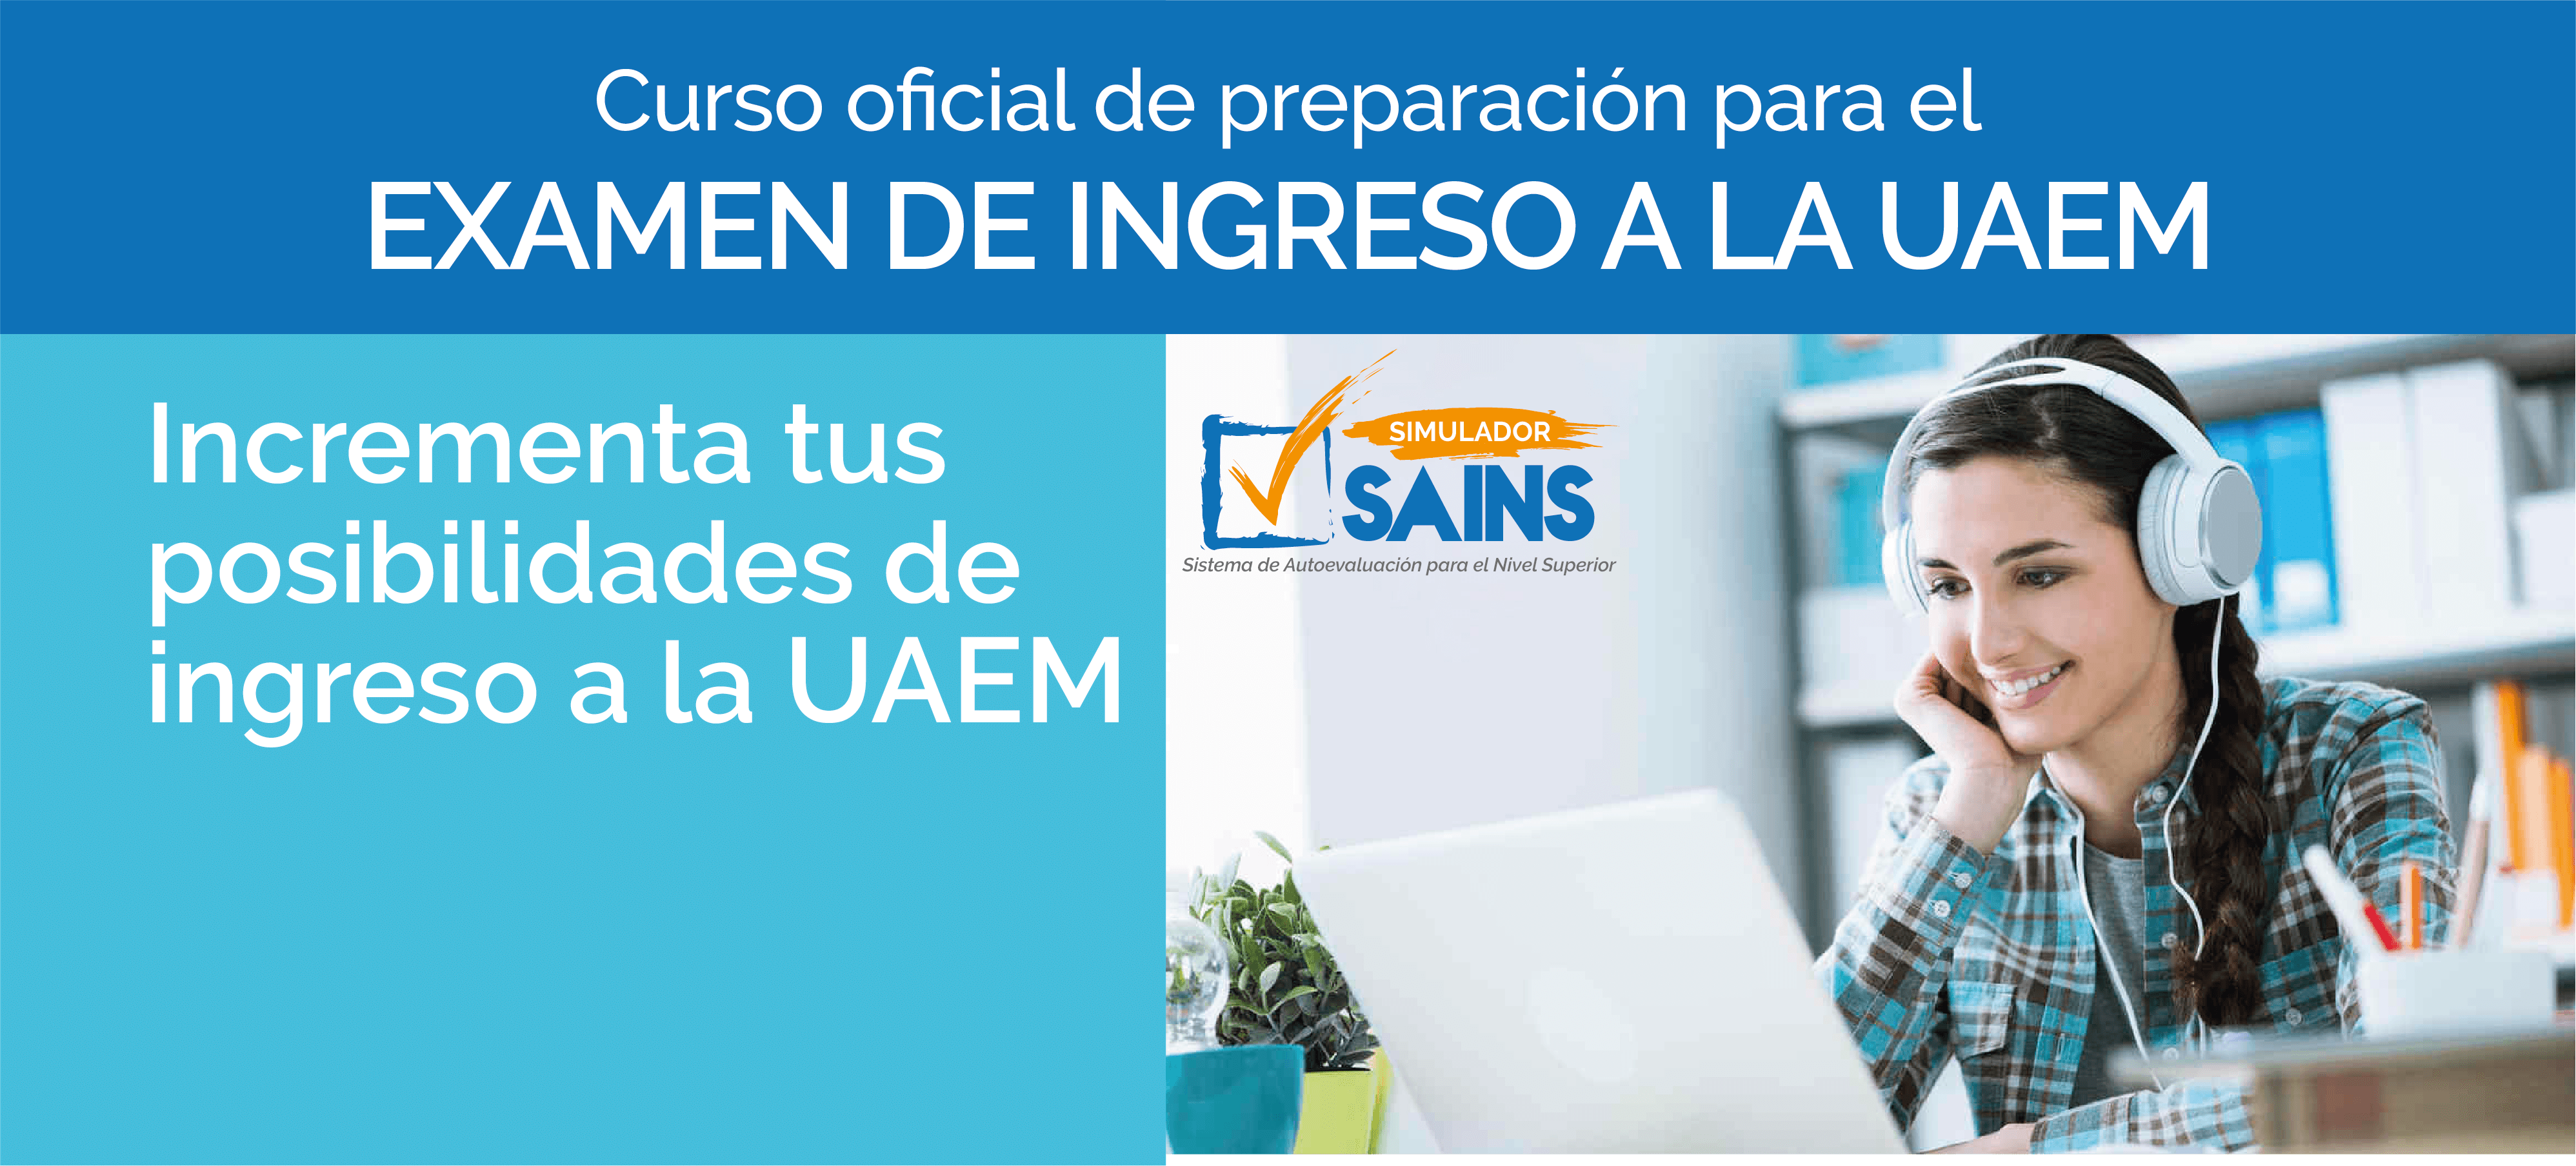 Curso oficial de preparación para el
EXAMEN DE INGRESO A LA UAEM
Incrementa tus
posibilidades de
ingreso a la UAEM
SIMULADOR
SAINS
Sistema de Autoevaluación para el Nivel Superior